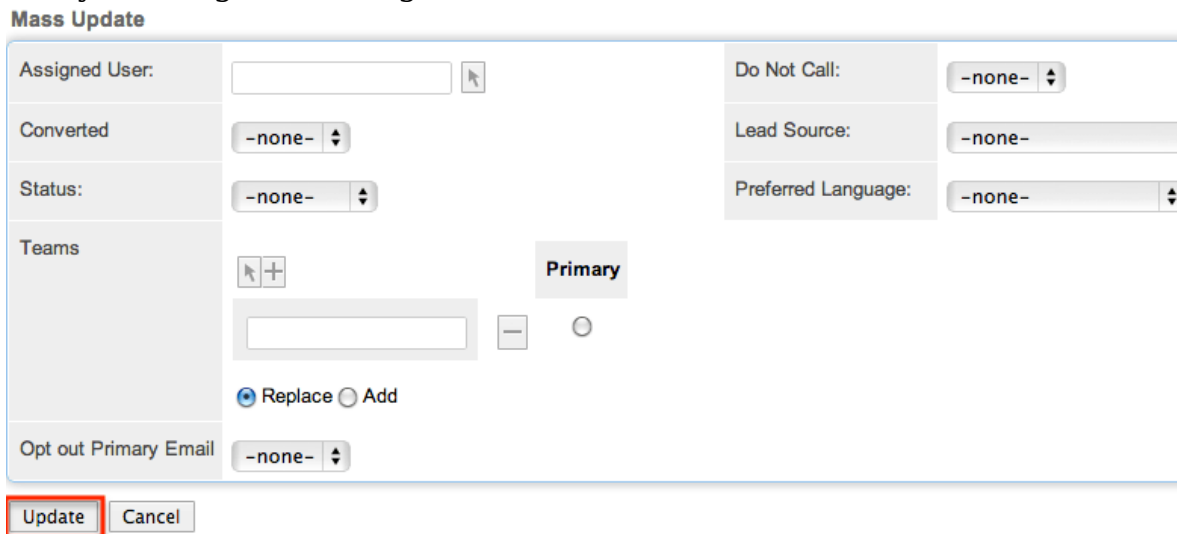 Mass Update
Assigned User:
Do Not Call:
-none-
Converted
-none-
Lead Source:
-none-
Status:
-none-
Preferred Language:
-none-
Teams
Primary
Replace Add
Opt out Primary Email
-none-
Update Cancel